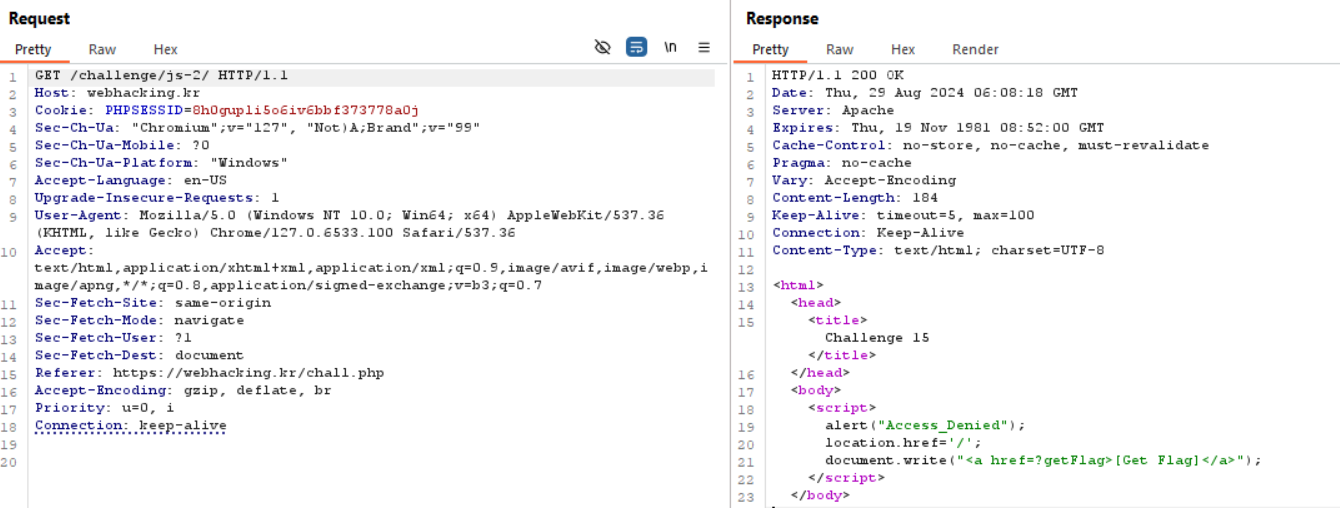 Request
Pretty Raw Hex
\n
1 GET /challenge/js-2/ HTTP/1.1
2 Host: webhacking.kr
3 Cookie: PHPSESSID=8h0gupli5o6iv6bbf373778a0j
4 Sec-Ch-Ua: "Chromium";v="127", "Not)A;Brand";v="99"
5 Sec-Ch-Ua-Mobile: ?0
6 Sec-Ch-Ua-Platform: "Windows"
7 Accept-Language: en-US
8 Upgrade-Insecure-Requests: 1
9 User-Agent: Mozilla/5.0 (Windows NT 10.0; Win64; x64) AppleWebKit/537.36
(KHTML, like Gecko) Chrome/127.0.6533.100 Safari/537.36
10 Accept:
text/html,application/xhtml+xml,application/xml;q=0.9,image/avif,image/webp,i
mage/apng,*/*;q=0.8,application/signed-exchange;v=b3;q=0.7
11 Sec-Fetch-Site: same-origin
12 Sec-Fetch-Mode: navigate
13 Sec-Fetch-User: ?1
14 Sec-Fetch-Dest: document
15 Referer: https://webhacking.kr/chall.php
16 Accept-Encoding: gzip, deflate, br
17 Priority: u=0, i
18 Connection: keep-alive
19
20
Response
Pretty Raw Hex Render
1 HTTP/1.1 200 OK
2 Date: Thu, 29 Aug 2024 06:08:18 GMT
3 Server: Apache
4 Expires: Thu, 19 Nov 1981 08:52:00 GMT
5 Cache-Control: no-store, no-cache, must-revalidate
6 Pragma: no-cache
7 Vary: Accept-Encoding
8 Content-Length: 184
9 Keep-Alive: timeout=5, max=100
10 Connection: Keep-Alive
11 Content-Type: text/html; charset=UTF-8
12
13 <html>
14 <head>
15 <title>
Challenge 15
</title>
16 </head>
17 <body>
18 <script>
19 alert("Access_Denied");
20 location.href='/';
21 document.write("<a href=?getFlag>[Get Flag]</a>");
22 </script>
23 </body>